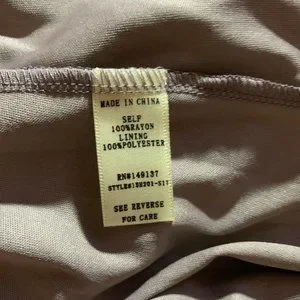 MADE IN CHINA
SELF
100%RAYON
LINING
100%POLYESTER
RN#149137
SEE REVERSE
FOR CARE